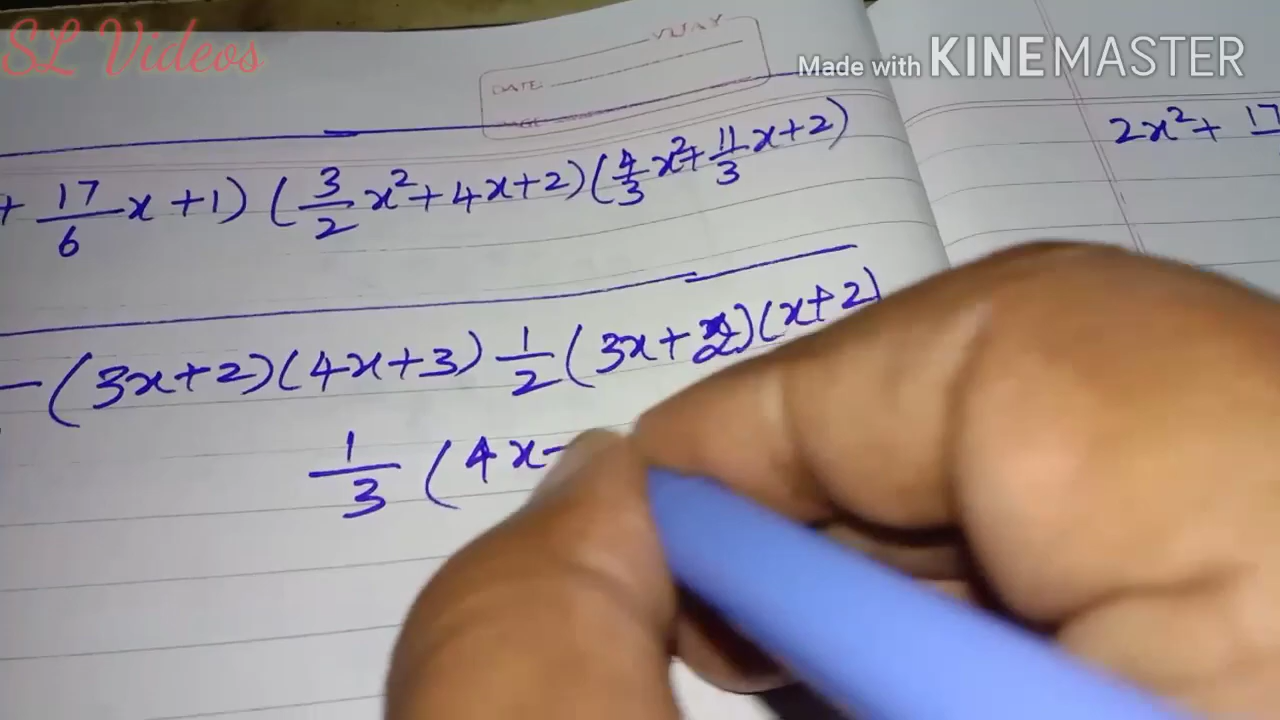 SL Videos
Made with KINEMASTER
VIJAY
DATE
PAGE
+ 17/6 x + 1) (3/2 x² + 4x + 2) (4/3 x² + 11/3 x + 2)
2x² + 17
- (3x + 2) (4x + 3) 1/2 (3x + 2) (x + 2)
1/3 (4x -